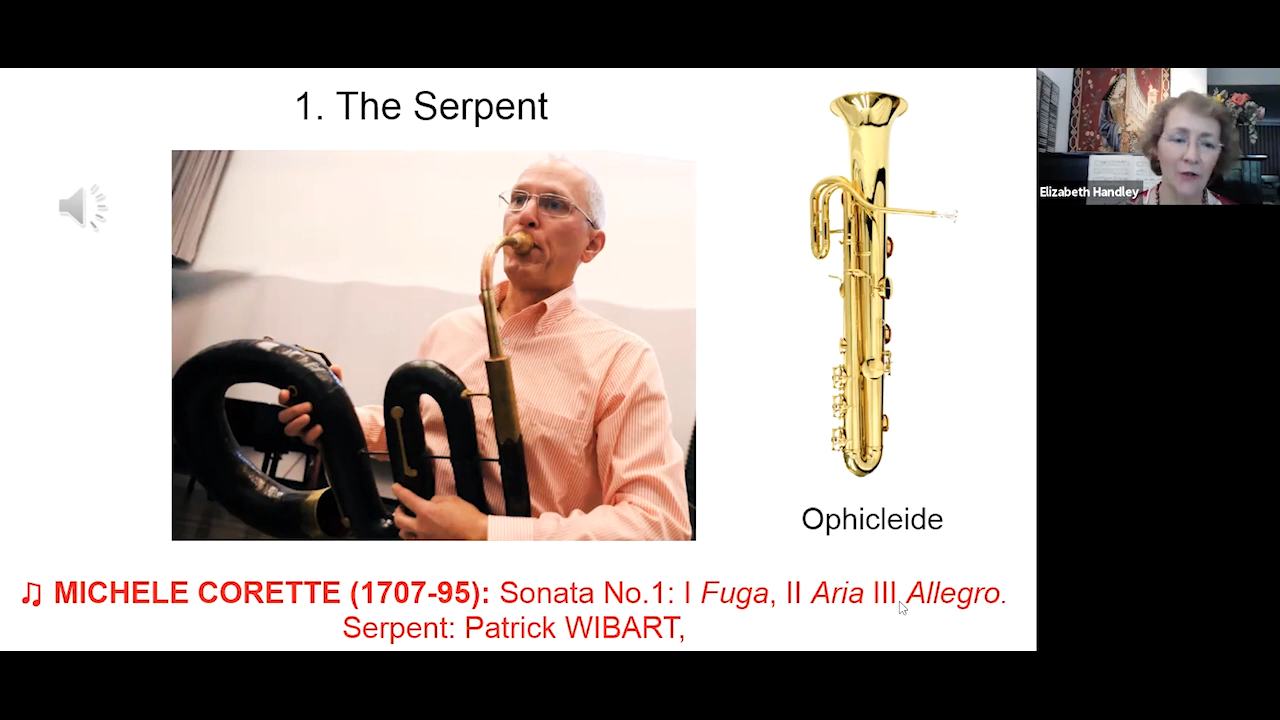 1. The Serpent
Elizabeth Handley
Ophicleide
♫ MICHELE CORETTE (1707-95): Sonata No.1: I Fuga, II Aria III Allegro.
Serpent: Patrick WIBART,